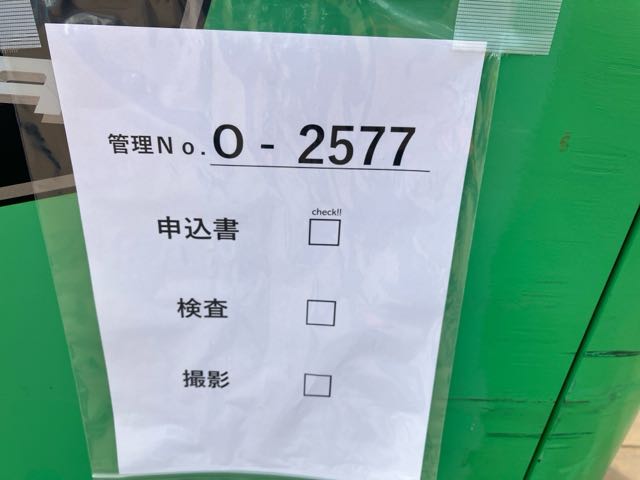 管理No. O - 2577
check!!
申込書 □
検査 □
撮影 □